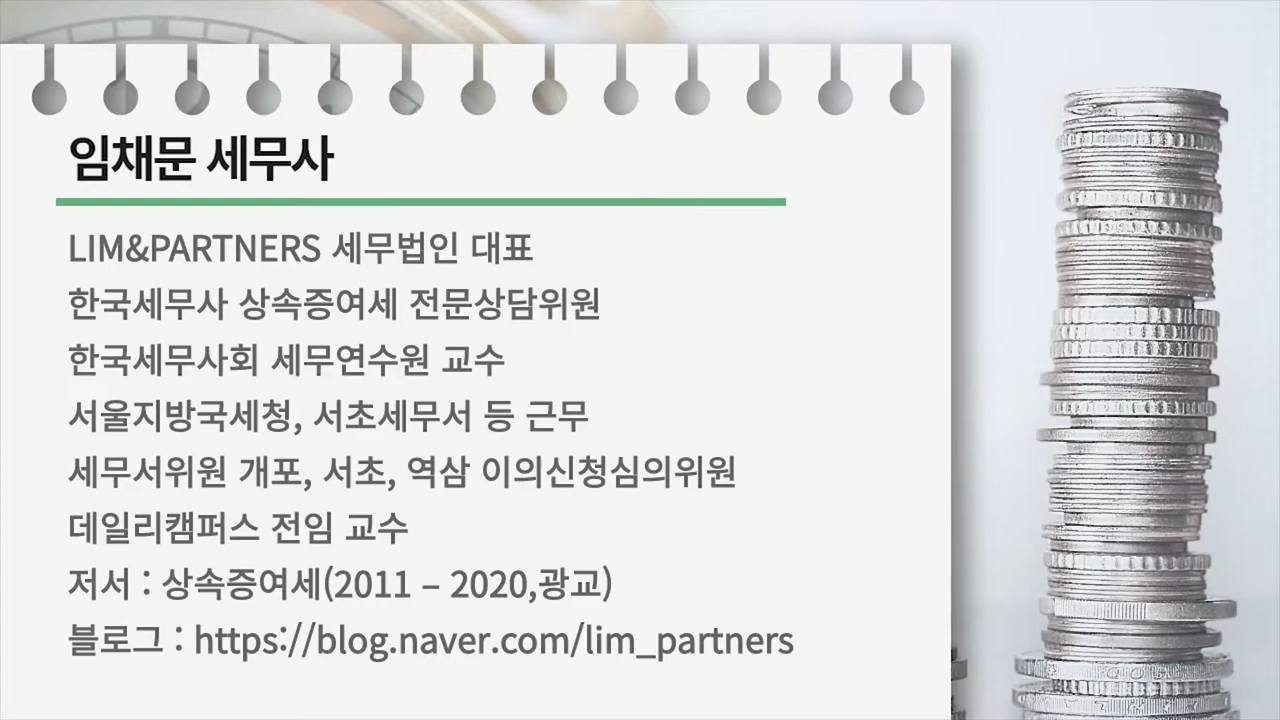 임채문 세무사
LIM&PARTNERS 세무법인 대표
한국세무사 상속증여세 전문상담위원
한국세무사회 세무연수원 교수
서울지방국세청, 서초세무서 등 근무
세무서위원 개포, 서초, 역삼 이의신청심의위원
데일리캠퍼스 전임 교수
저서 : 상속증여세(2011 – 2020,광교)
블로그 : https://blog.naver.com/lim_partners